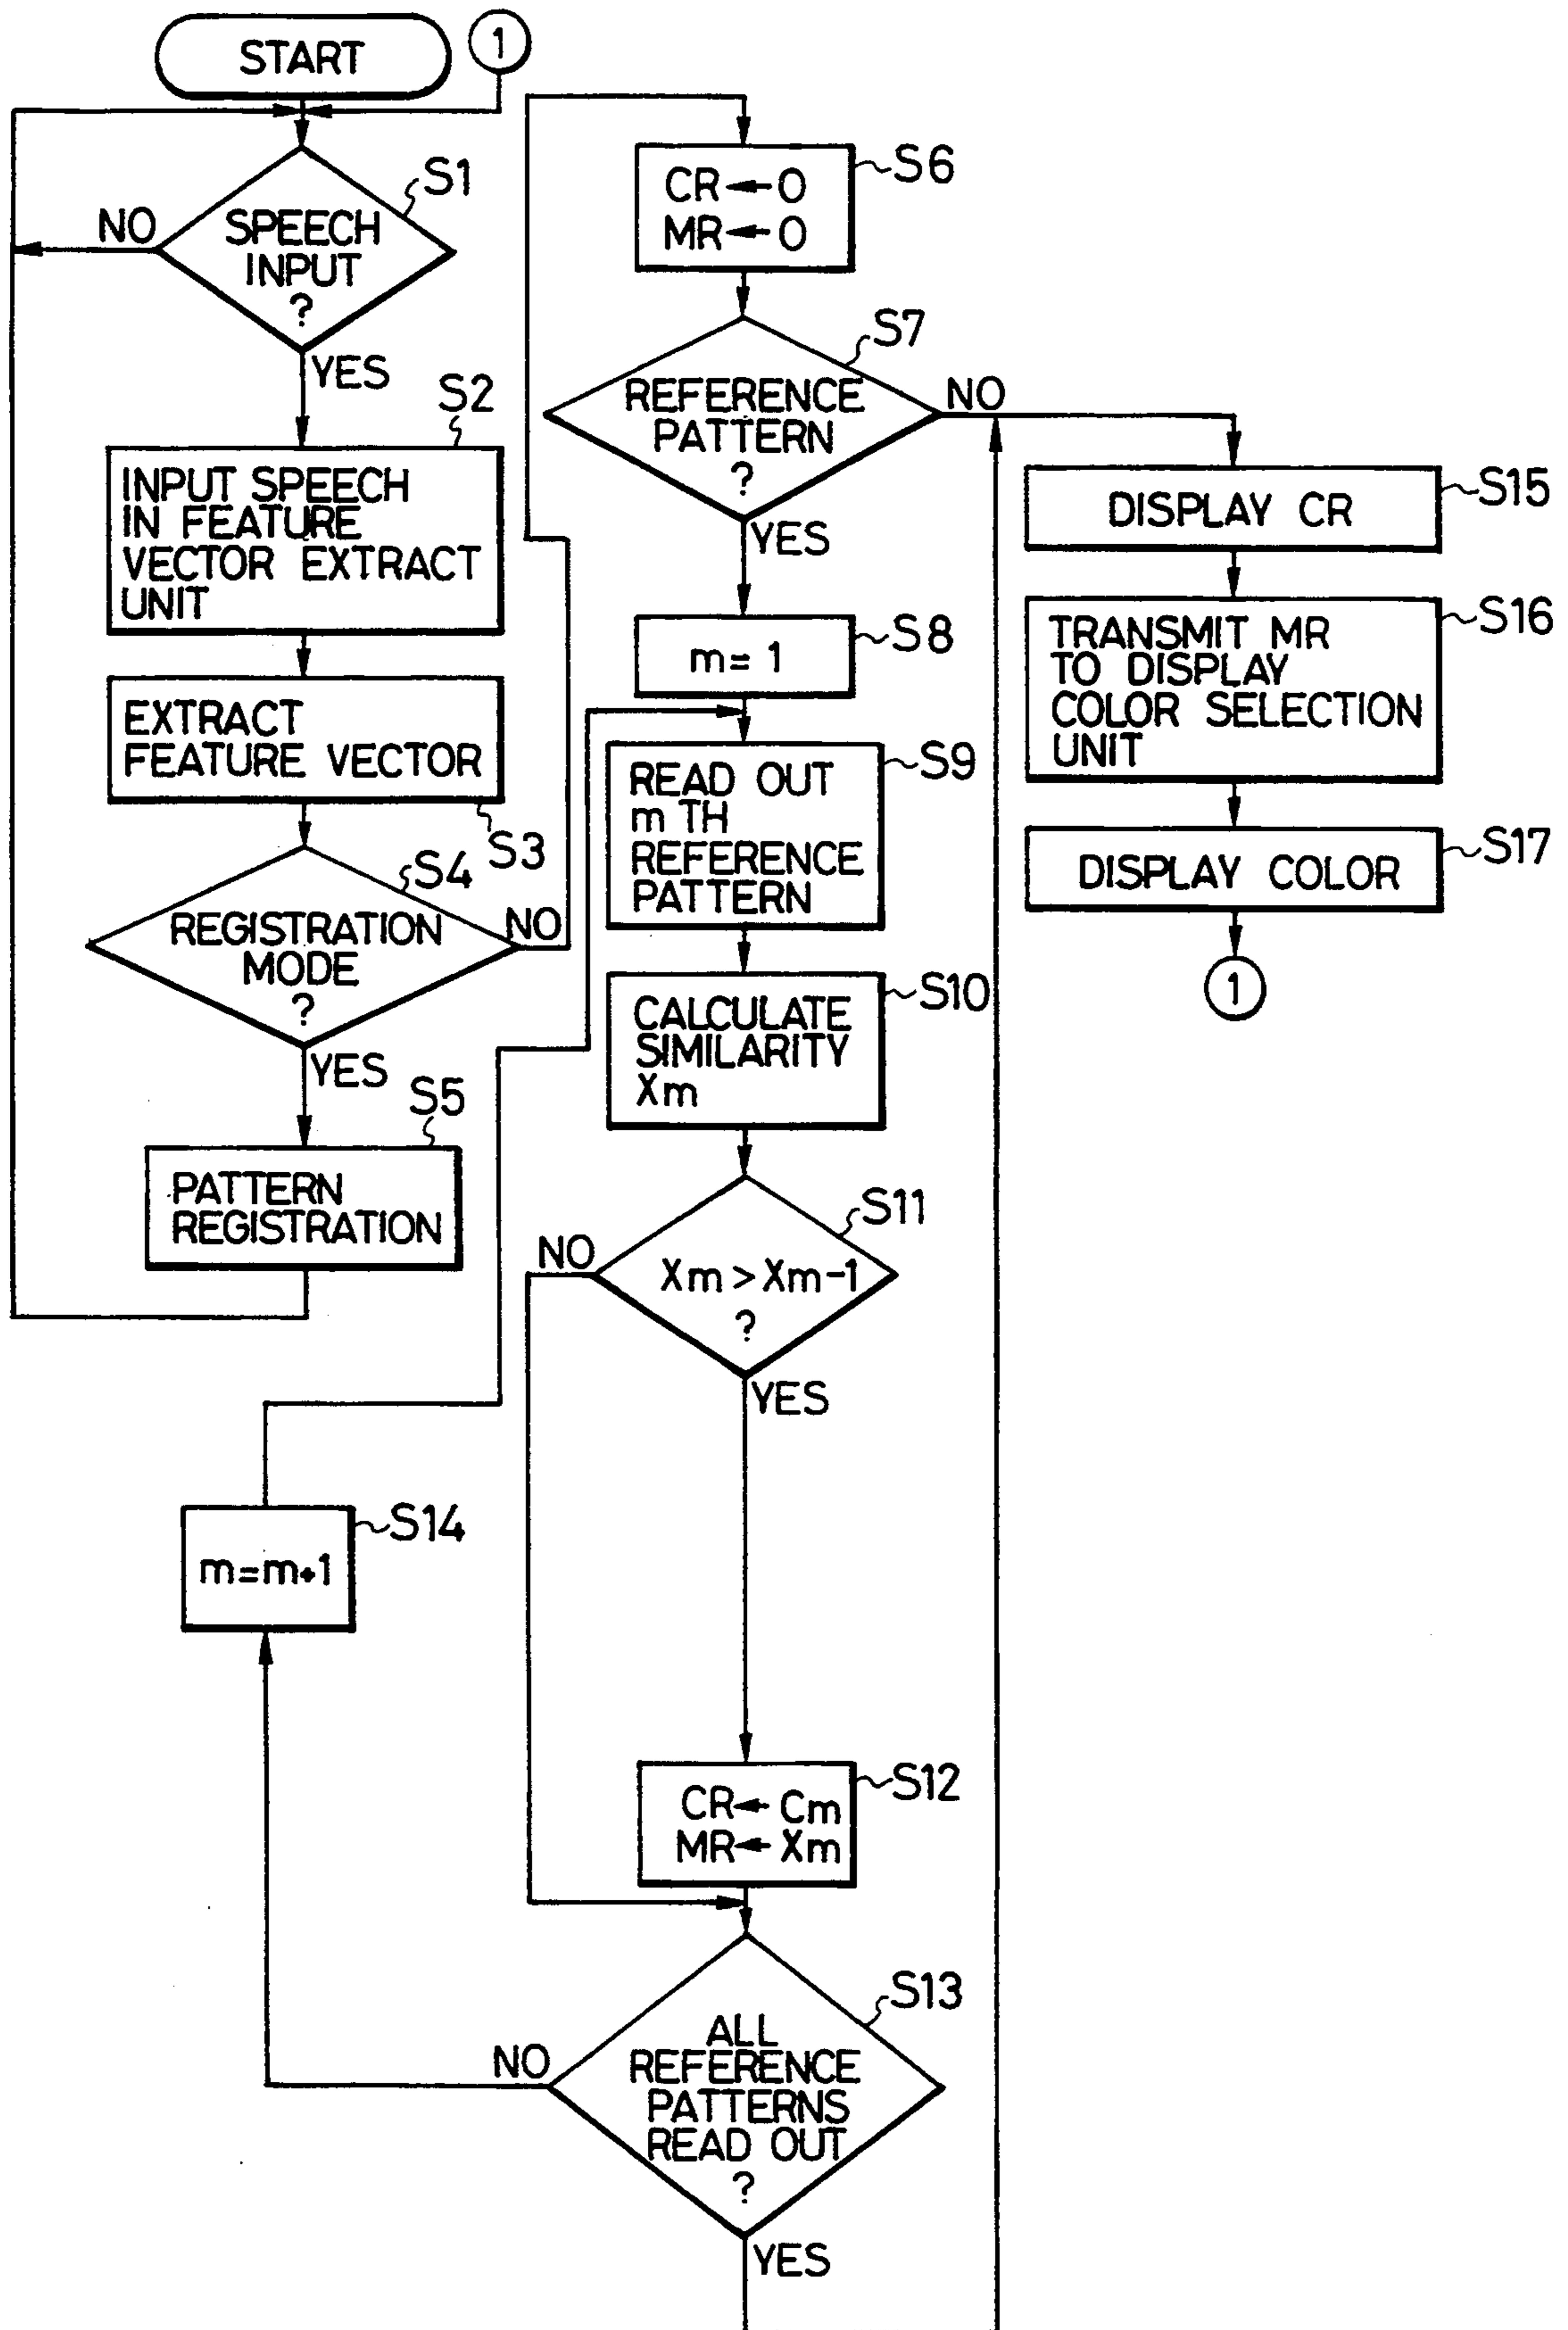 START
1
S1
NO
SPEECH
INPUT
?
YES
S2
INPUT SPEECH
IN FEATURE
VECTOR EXTRACT
UNIT
EXTRACT
FEATURE VECTOR
S3
S4
REGISTRATION
MODE
?
NO
YES
S5
PATTERN
REGISTRATION
S6
CR←0
MR←0
S7
REFERENCE
PATTERN
?
NO
YES
S8
m=1
S9
READ OUT
m TH
REFERENCE
PATTERN
S10
CALCULATE
SIMILARITY
Xm
S11
NO
Xm>Xm-1
?
YES
S12
CR←Cm
MR←Xm
S13
ALL
REFERENCE
PATTERNS
READ OUT
?
NO
YES
S14
m=m+1
S15
DISPLAY CR
S16
TRANSMIT MR
TO DISPLAY
COLOR SELECTION
UNIT
S17
DISPLAY COLOR
1